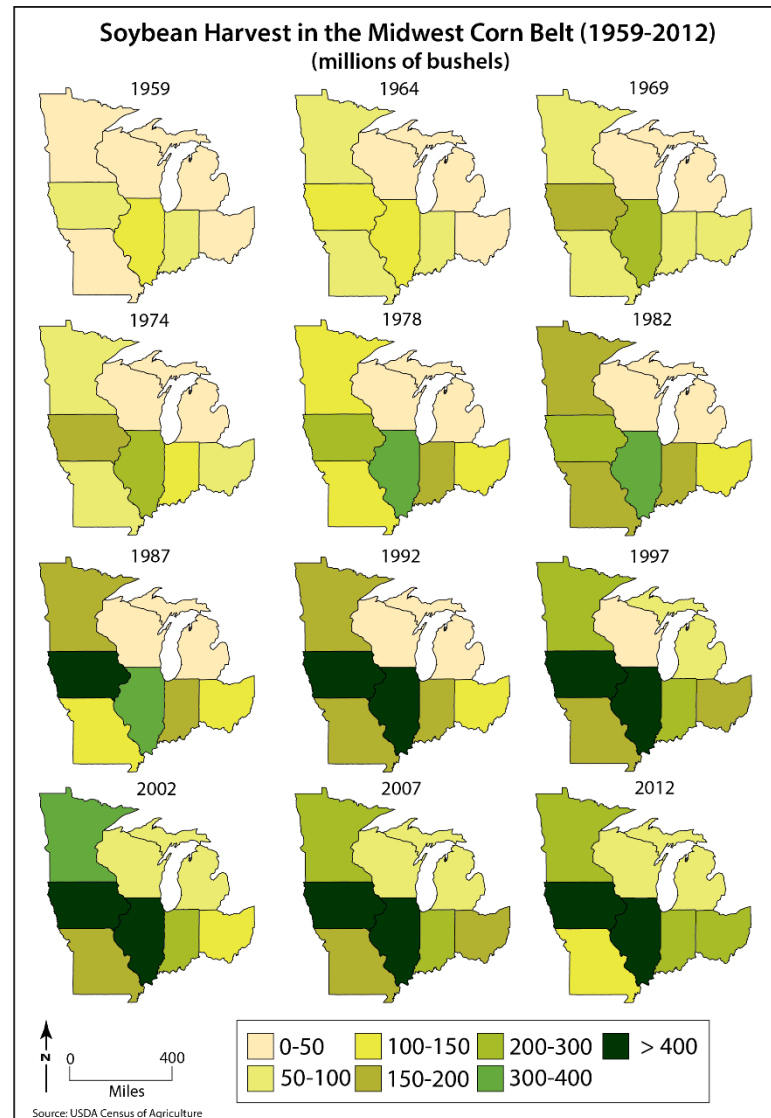 Soybean Harvest in the Midwest Corn Belt (1959-2012)
(millions of bushels)
1959 1964 1969
1974 1978 1982
1987 1992 1997
2002 2007 2012
N
0 400
Miles
0-50 100-150 200-300 > 400
50-100 150-200 300-400
Source: USDA Census of Agriculture